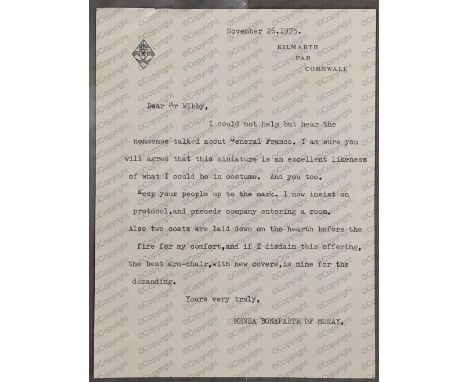 November 26.1975.
KILMARTH
PAR
CORNWALL
Dear Mr Wibby,
I could not help but hear the
nonsense talked about General Franco. I am sure you
will agree that this miniature is an excellent likeness
of what I could be in costume. And you too.
Keep your people up to the mark. I now insist on
protocol,and precede company entering a room.
Also two coats are laid down on the hearth before the
fire for my comfort,and if I disdain this offering,
the best arm-chair,with new covers,is mine for the
demanding.
Yours very truly,
MENSA BONAPARTE OF MORAY.
©Copyright